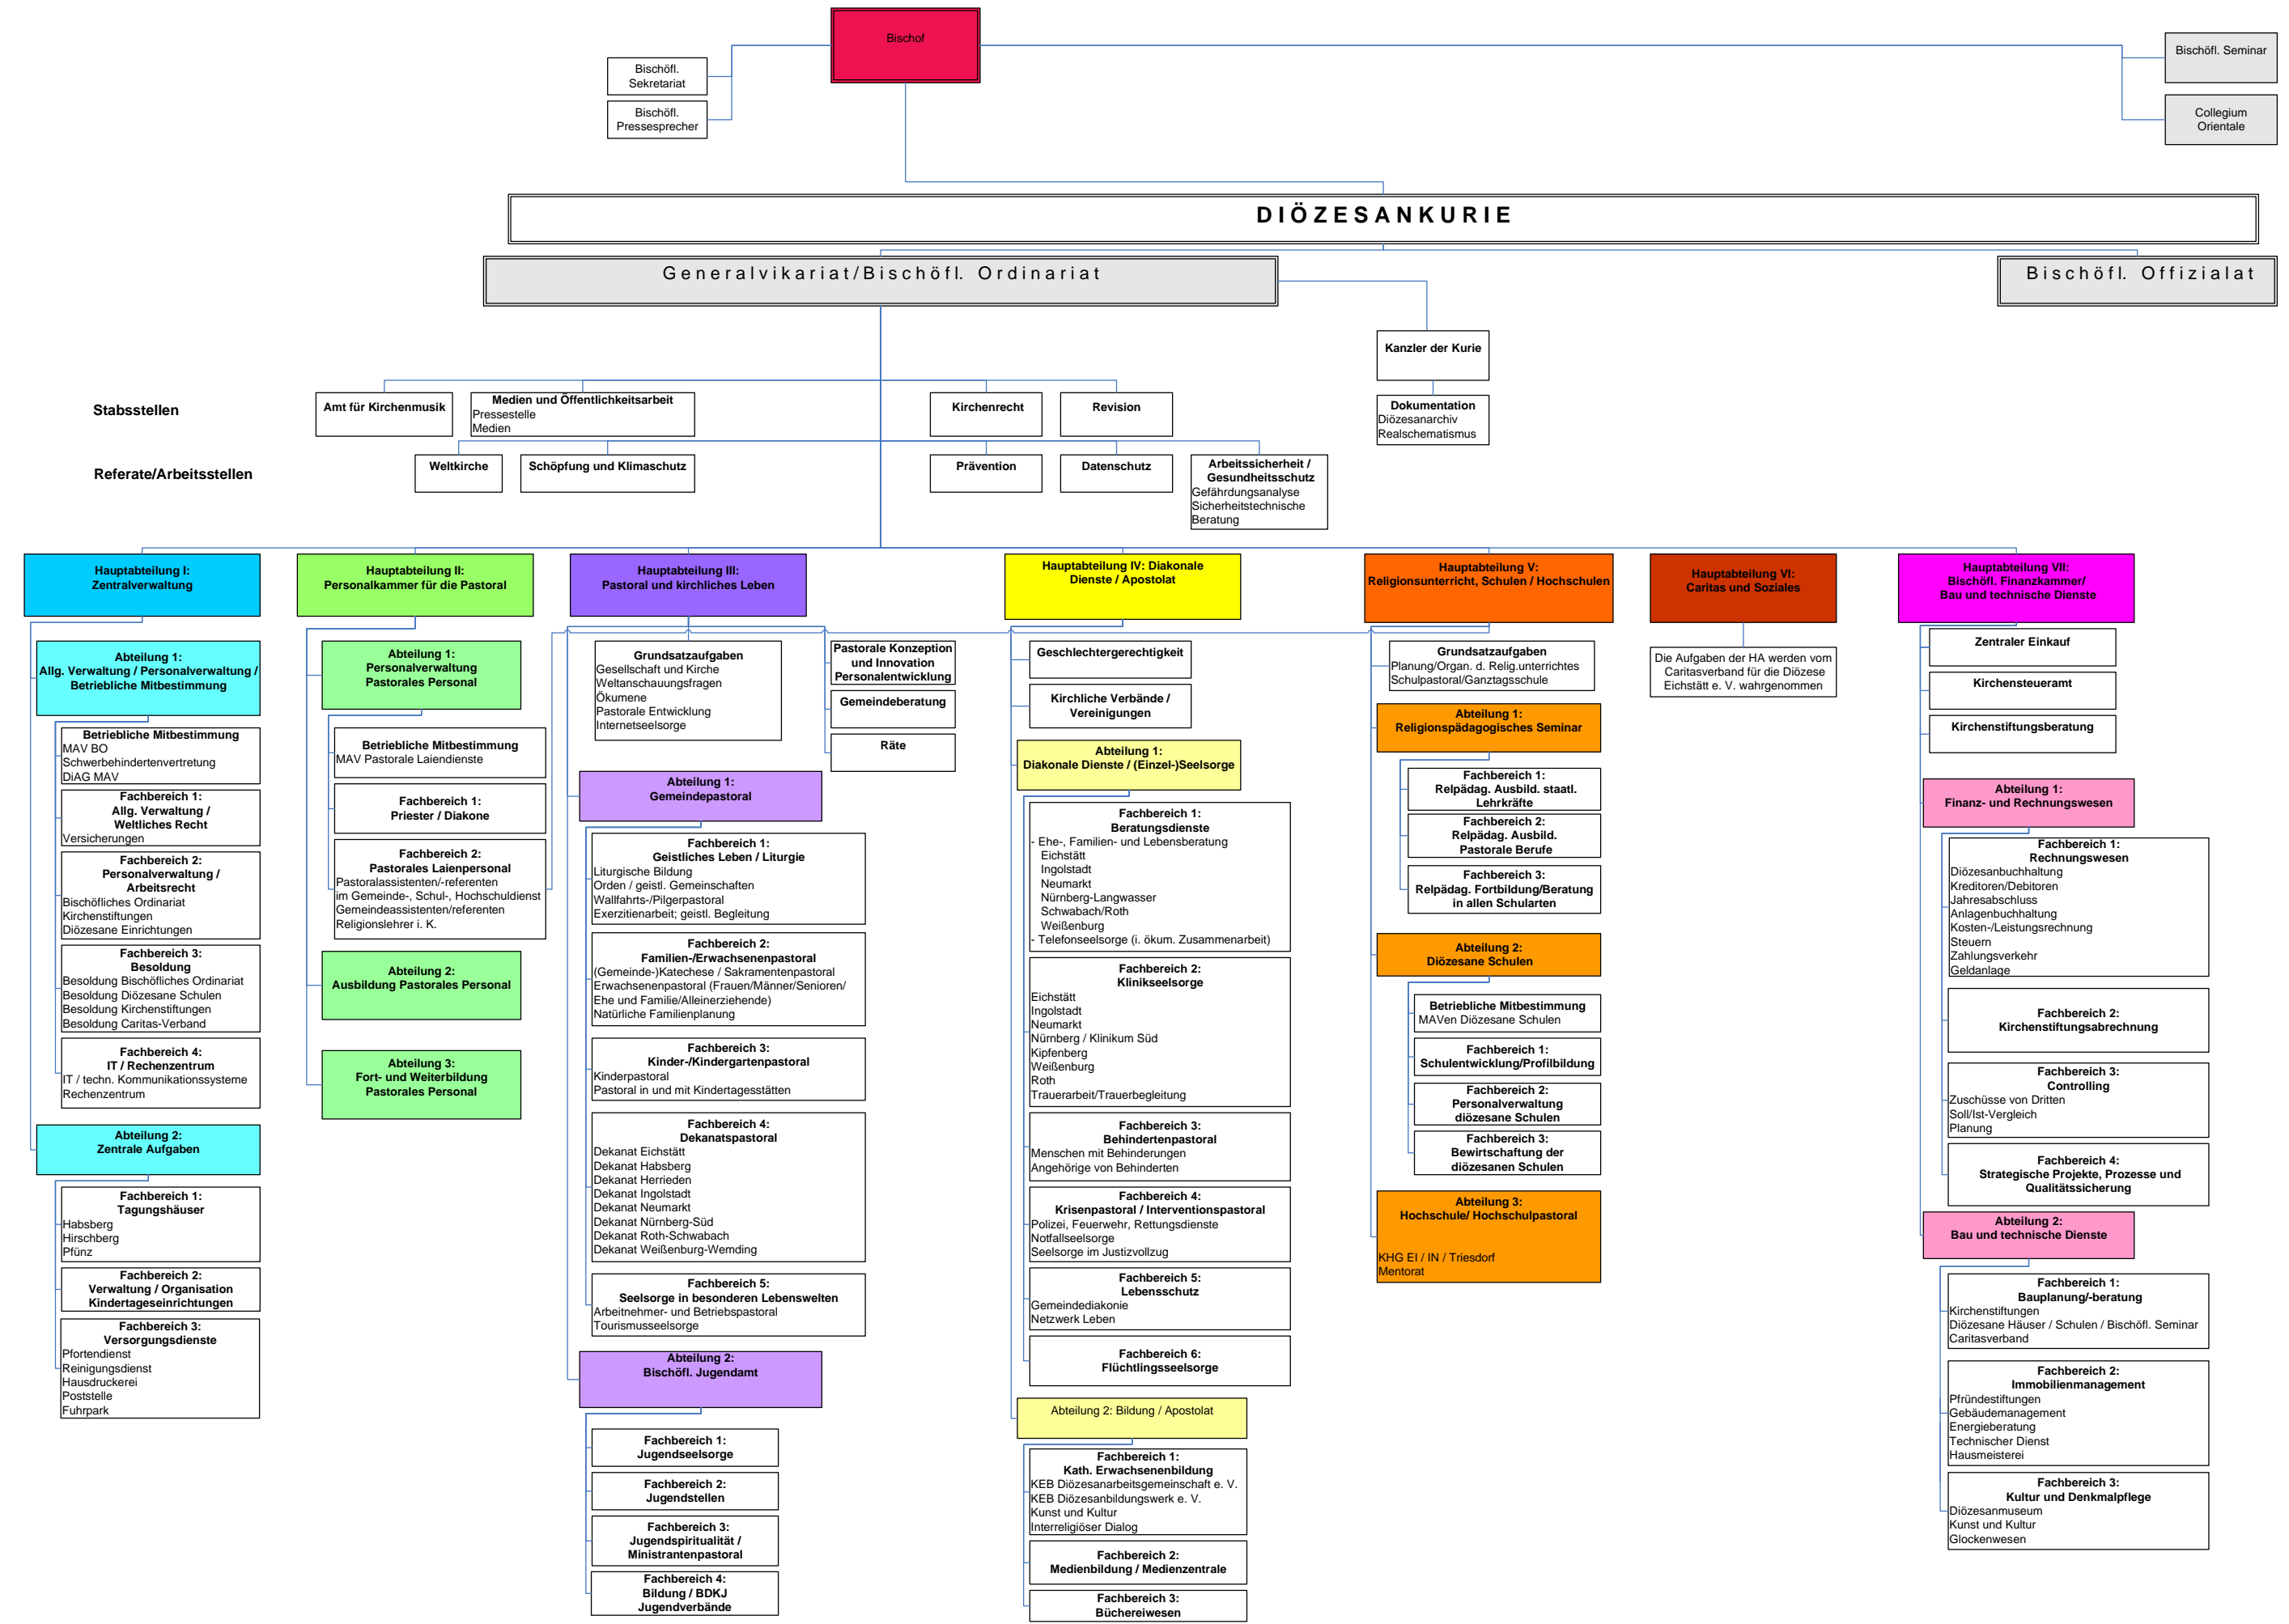 Bischof
Bischöfl.
Sekretariat
Bischöfl.
Pressesprecher
Bischöfl. Seminar
Collegium
Orientale
DIÖZESANKURIE
Generalvikariat/Bischöfl. Ordinariat
Bischöfl. Offizialat
Kanzler der Kurie
Dokumentation
Diözesanarchiv
Realschematismus
Stabsstellen
Amt für Kirchenmusik
Medien und Öffentlichkeitsarbeit
Pressestelle
Medien
Kirchenrecht
Revision
Referate/Arbeitsstellen
Weltkirche
Schöpfung und Klimaschutz
Prävention
Datenschutz
Arbeitssicherheit /
Gesundheitsschutz
Gefährdungsanalyse
Sicherheitstechnische
Beratung
Hauptabteilung I:
Zentralverwaltung
Abteilung 1:
Allg. Verwaltung / Personalverwaltung /
Betriebliche Mitbestimmung
Betriebliche Mitbestimmung
MAV BO
Schwerbehindertenvertretung
DiAG MAV
Fachbereich 1:
Allg. Verwaltung /
Weltliches Recht
Versicherungen
Fachbereich 2:
Personalverwaltung /
Arbeitsrecht
Bischöfliches Ordinariat
Kirchenstiftungen
Diözesane Einrichtungen
Fachbereich 3:
Besoldung
Besoldung Bischöfliches Ordinariat
Besoldung Diözesane Schulen
Besoldung Kirchenstiftungen
Besoldung Caritas-Verband
Fachbereich 4:
IT / Rechenzentrum
IT / techn. Kommunikationssysteme
Rechenzentrum
Abteilung 2:
Zentrale Aufgaben
Fachbereich 1:
Tagungshäuser
Habsberg
Hirschberg
Pfünz
Fachbereich 2:
Verwaltung / Organisation
Kindertageseinrichtungen
Fachbereich 3:
Versorgungsdienste
Pfortendienst
Reinigungsdienst
Hausdruckerei
Poststelle
Fuhrpark
Hauptabteilung II:
Personalkammer für die Pastoral
Abteilung 1:
Personalverwaltung
Pastorales Personal
Betriebliche Mitbestimmung
MAV Pastorale Laiendienste
Fachbereich 1:
Priester / Diakone
Fachbereich 2:
Pastorales Laienpersonal
Pastoralassistenten/-referenten
im Gemeinde-, Schul-, Hochschuldienst
Gemeindeassistenten/referenten
Religionslehrer i. K.
Abteilung 2:
Ausbildung Pastorales Personal
Abteilung 3:
Fort- und Weiterbildung
Pastorales Personal
Hauptabteilung III:
Pastoral und kirchliches Leben
Grundsatzaufgaben
Gesellschaft und Kirche
Weltanschauungsfragen
Ökumene
Pastorale Entwicklung
Internetseelsorge
Pastorale Konzeption
und Innovation
Personalentwicklung
Gemeindeberatung
Räte
Abteilung 1:
Gemeindepastoral
Fachbereich 1:
Geistliches Leben / Liturgie
Liturgische Bildung
Orden / geistl. Gemeinschaften
Wallfahrts-/Pilgerpastoral
Exerzitienarbeit; geistl. Begleitung
Fachbereich 2:
Familien-/Erwachsenenpastoral
(Gemeinde-)Katechese / Sakramentenpastoral
Erwachsenenpastoral (Frauen/Männer/Senioren/
Ehe und Familie/Alleinerziehende)
Natürliche Familienplanung
Fachbereich 3:
Kinder-/Kindergartenpastoral
Kinderpastoral
Pastoral in und mit Kindertagesstätten
Fachbereich 4:
Dekanatspastoral
Dekanat Eichstätt
Dekanat Habsberg
Dekanat Herrieden
Dekanat Ingolstadt
Dekanat Neumarkt
Dekanat Nürnberg-Süd
Dekanat Roth-Schwabach
Dekanat Weißenburg-Wemding
Fachbereich 5:
Seelsorge in besonderen Lebenswelten
Arbeitnehmer- und Betriebspastoral
Tourismusseelsorge
Abteilung 2:
Bischöfl. Jugendamt
Fachbereich 1:
Jugendseelsorge
Fachbereich 2:
Jugendstellen
Fachbereich 3:
Jugendspiritualität /
Ministrantenpastoral
Fachbereich 4:
Bildung / BDKJ
Jugendverbände
Hauptabteilung IV: Diakonale
Dienste / Apostolat
Geschlechtergerechtigkeit
Kirchliche Verbände /
Vereinigungen
Abteilung 1:
Diakonale Dienste / (Einzel-)Seelsorge
Fachbereich 1:
Beratungsdienste
- Ehe-, Familien- und Lebensberatung
Eichstätt
Ingolstadt
Neumarkt
Nürnberg-Langwasser
Schwabach/Roth
Weißenburg
- Telefonseelsorge (i. ökum. Zusammenarbeit)
Fachbereich 2:
Klinikseelsorge
Eichstätt
Ingolstadt
Neumarkt
Nürnberg / Klinikum Süd
Kipfenberg
Weißenburg
Roth
Trauerarbeit/Trauerbegleitung
Fachbereich 3:
Behindertenpastoral
Menschen mit Behinderungen
Angehörige von Behinderten
Fachbereich 4:
Krisenpastoral / Interventionspastoral
Polizei, Feuerwehr, Rettungsdienste
Notfallseelsorge
Seelsorge im Justizvollzug
Fachbereich 5:
Lebensschutz
Gemeindediakonie
Netzwerk Leben
Fachbereich 6:
Flüchtlingsseelsorge
Abteilung 2: Bildung / Apostolat
Fachbereich 1:
Kath. Erwachsenenbildung
KEB Diözesanarbeitsgemeinschaft e. V.
KEB Diözesanbildungswerk e. V.
Kunst und Kultur
Interreligiöser Dialog
Fachbereich 2:
Medienbildung / Medienzentrale
Fachbereich 3:
Büchereiwesen
Hauptabteilung V:
Religionsunterricht, Schulen / Hochschulen
Grundsatzaufgaben
Planung/Organ. d. Relig.unterrichtes
Schulpastoral/Ganztagsschule
Abteilung 1:
Religionspädagogisches Seminar
Fachbereich 1:
Relpädag. Ausbild. staatl.
Lehrkräfte
Fachbereich 2:
Relpädag. Ausbild.
Pastorale Berufe
Fachbereich 3:
Relpädag. Fortbildung/Beratung
in allen Schularten
Abteilung 2:
Diözesane Schulen
Betriebliche Mitbestimmung
MAVen Diözesane Schulen
Fachbereich 1:
Schulentwicklung/Profilbildung
Fachbereich 2:
Personalverwaltung
diözesane Schulen
Fachbereich 3:
Bewirtschaftung der
diözesanen Schulen
Abteilung 3:
Hochschule/ Hochschulpastoral
KHG EI / IN / Triesdorf
Mentorat
Hauptabteilung VI:
Caritas und Soziales
Die Aufgaben der HA werden vom
Caritasverband für die Diözese
Eichstätt e. V. wahrgenommen
Hauptabteilung VII:
Bischöfl. Finanzkammer/
Bau und technische Dienste
Zentraler Einkauf
Kirchensteueramt
Kirchenstiftungsberatung
Abteilung 1:
Finanz- und Rechnungswesen
Fachbereich 1:
Rechnungswesen
Diözesanbuchhaltung
Kreditoren/Debitoren
Jahresabschluss
Anlagenbuchhaltung
Kosten-/Leistungsrechnung
Steuern
Zahlungsverkehr
Geldanlage
Fachbereich 2:
Kirchenstiftungsabrechnung
Fachbereich 3:
Controlling
Zuschüsse von Dritten
Soll/Ist-Vergleich
Planung
Fachbereich 4:
Strategische Projekte, Prozesse und
Qualitätssicherung
Abteilung 2:
Bau und technische Dienste
Fachbereich 1:
Bauplanung/-beratung
Kirchenstiftungen
Diözesane Häuser / Schulen / Bischöfl. Seminar
Caritasverband
Fachbereich 2:
Immobilienmanagement
Pfründestiftungen
Gebäudemanagement
Energieberatung
Technischer Dienst
Hausmeisterei
Fachbereich 3:
Kultur und Denkmalpflege
Diözesanmuseum
Kunst und Kultur
Glockenwesen